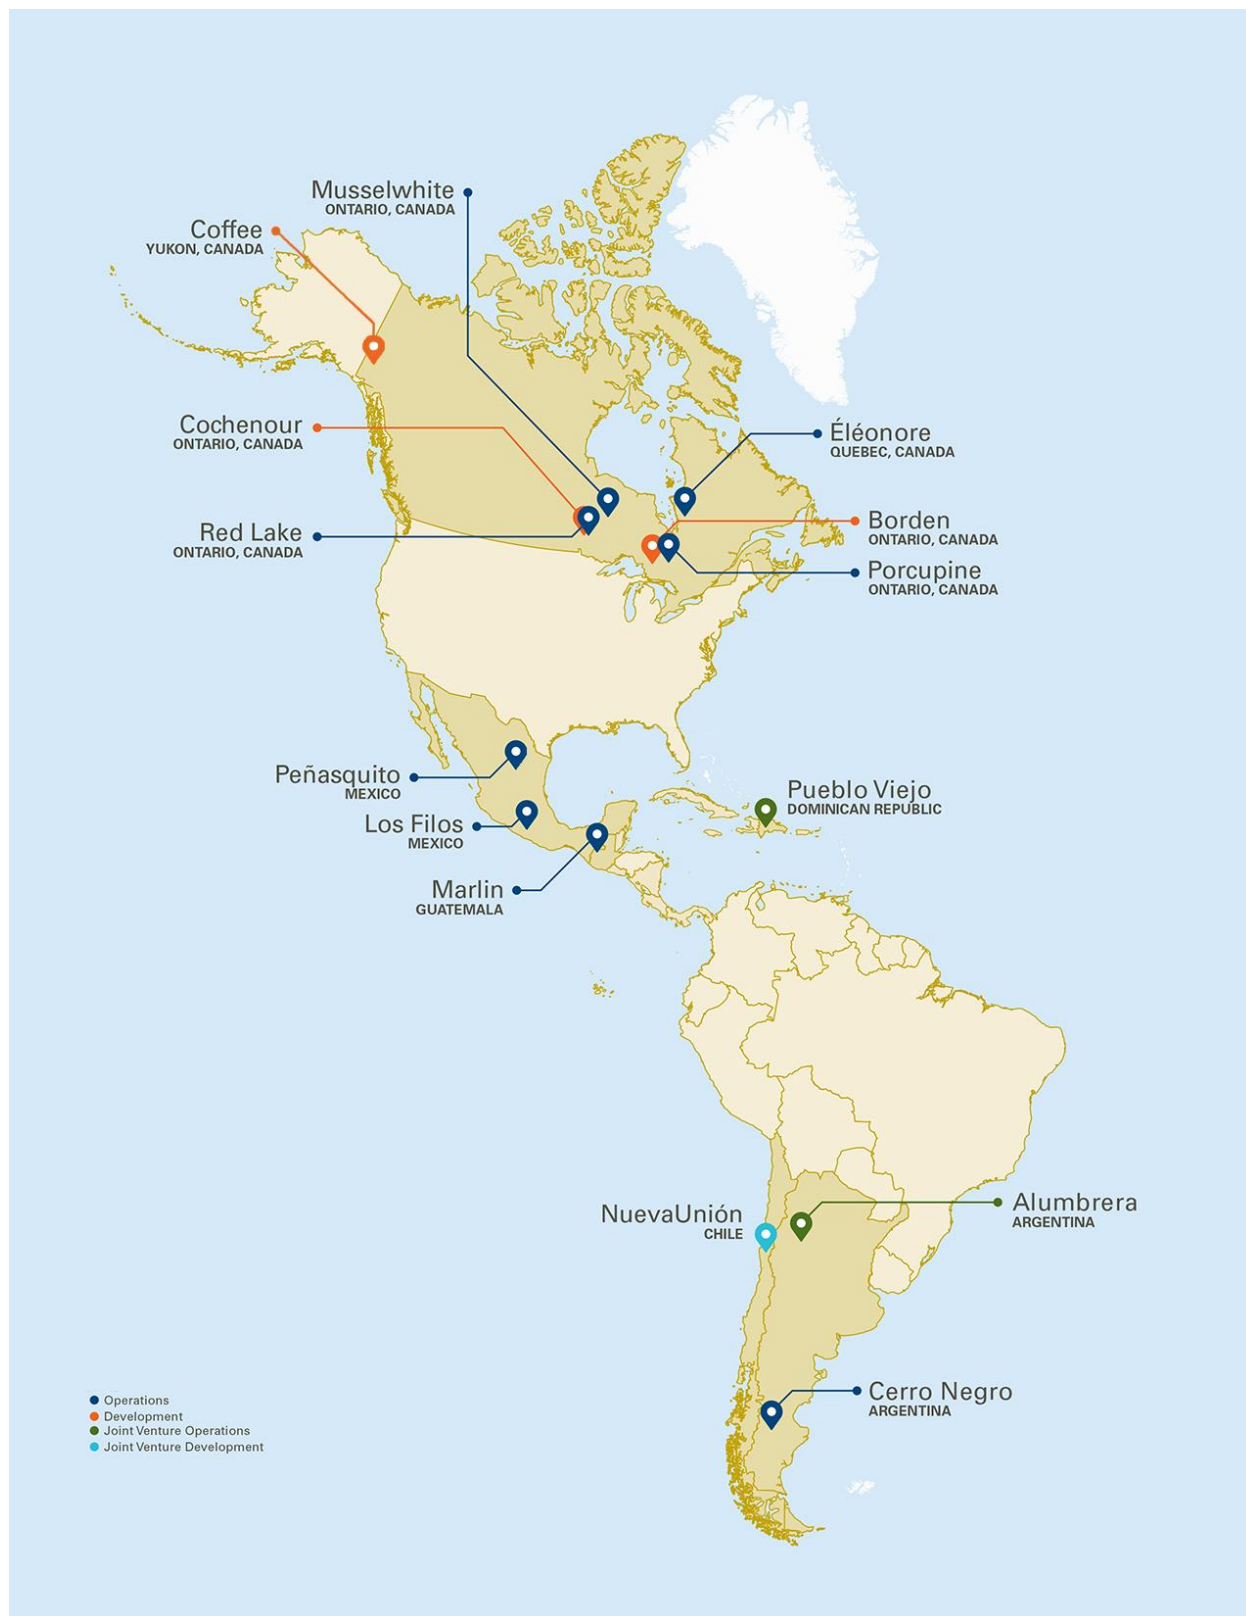 Musselwhite
ONTARIO, CANADA
Coffee
YUKON, CANADA
Cochenour
ONTARIO, CANADA
Éléonore
QUEBEC, CANADA
Red Lake
ONTARIO, CANADA
Borden
ONTARIO, CANADA
Porcupine
ONTARIO, CANADA
Peñasquito
MEXICO
Pueblo Viejo
DOMINICAN REPUBLIC
Los Filos
MEXICO
Marlin
GUATEMALA
NuevaUnión
CHILE
Alumbrera
ARGENTINA
Cerro Negro
ARGENTINA
Operations
Development
Joint Venture Operations
Joint Venture Development